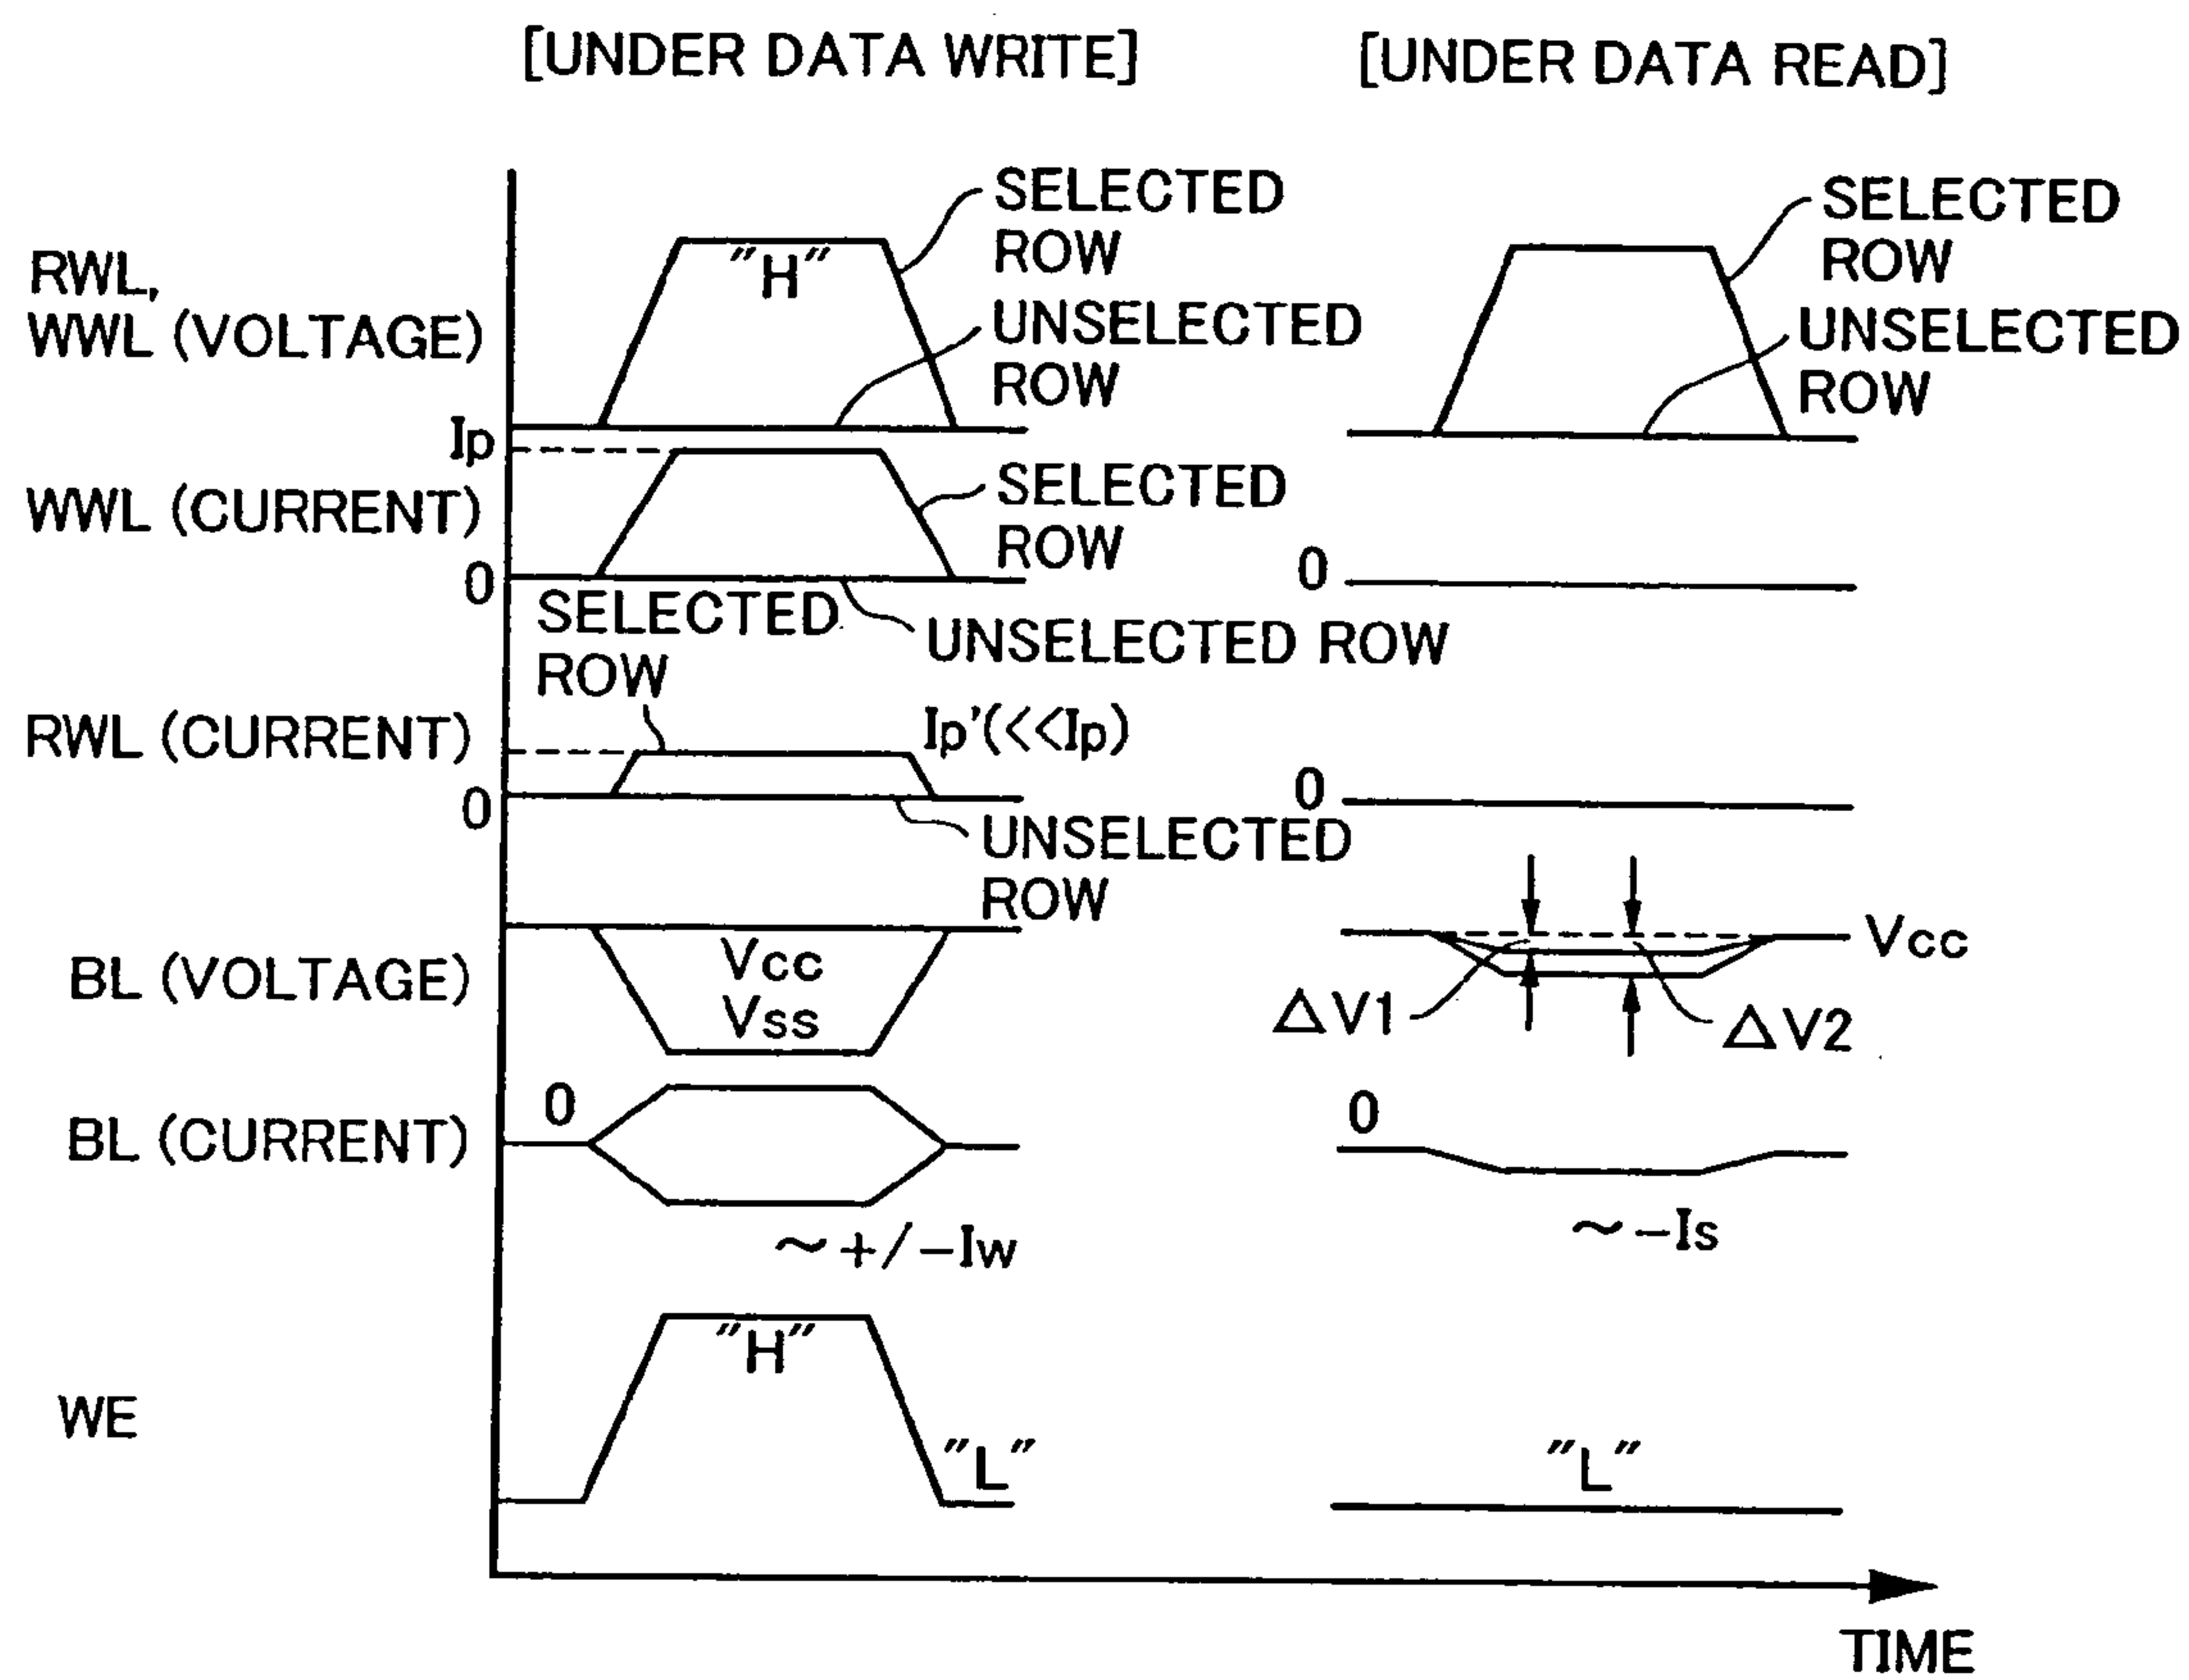 [UNDER DATA WRITE]
[UNDER DATA READ]
RWL,
WWL (VOLTAGE)
"H"
SELECTED
ROW
UNSELECTED
ROW
SELECTED
ROW
UNSELECTED
ROW
Ip
WWL (CURRENT)
0
SELECTED
ROW
UNSELECTED ROW
0
SELECTED
ROW
RWL (CURRENT)
Ip'(<<Ip)
0
UNSELECTED
ROW
0
BL (VOLTAGE)
Vcc
Vss
Vcc
△V1
△V2
BL (CURRENT)
0
~+/-Iw
0
~-Is
WE
"H"
"L"
"L"
TIME